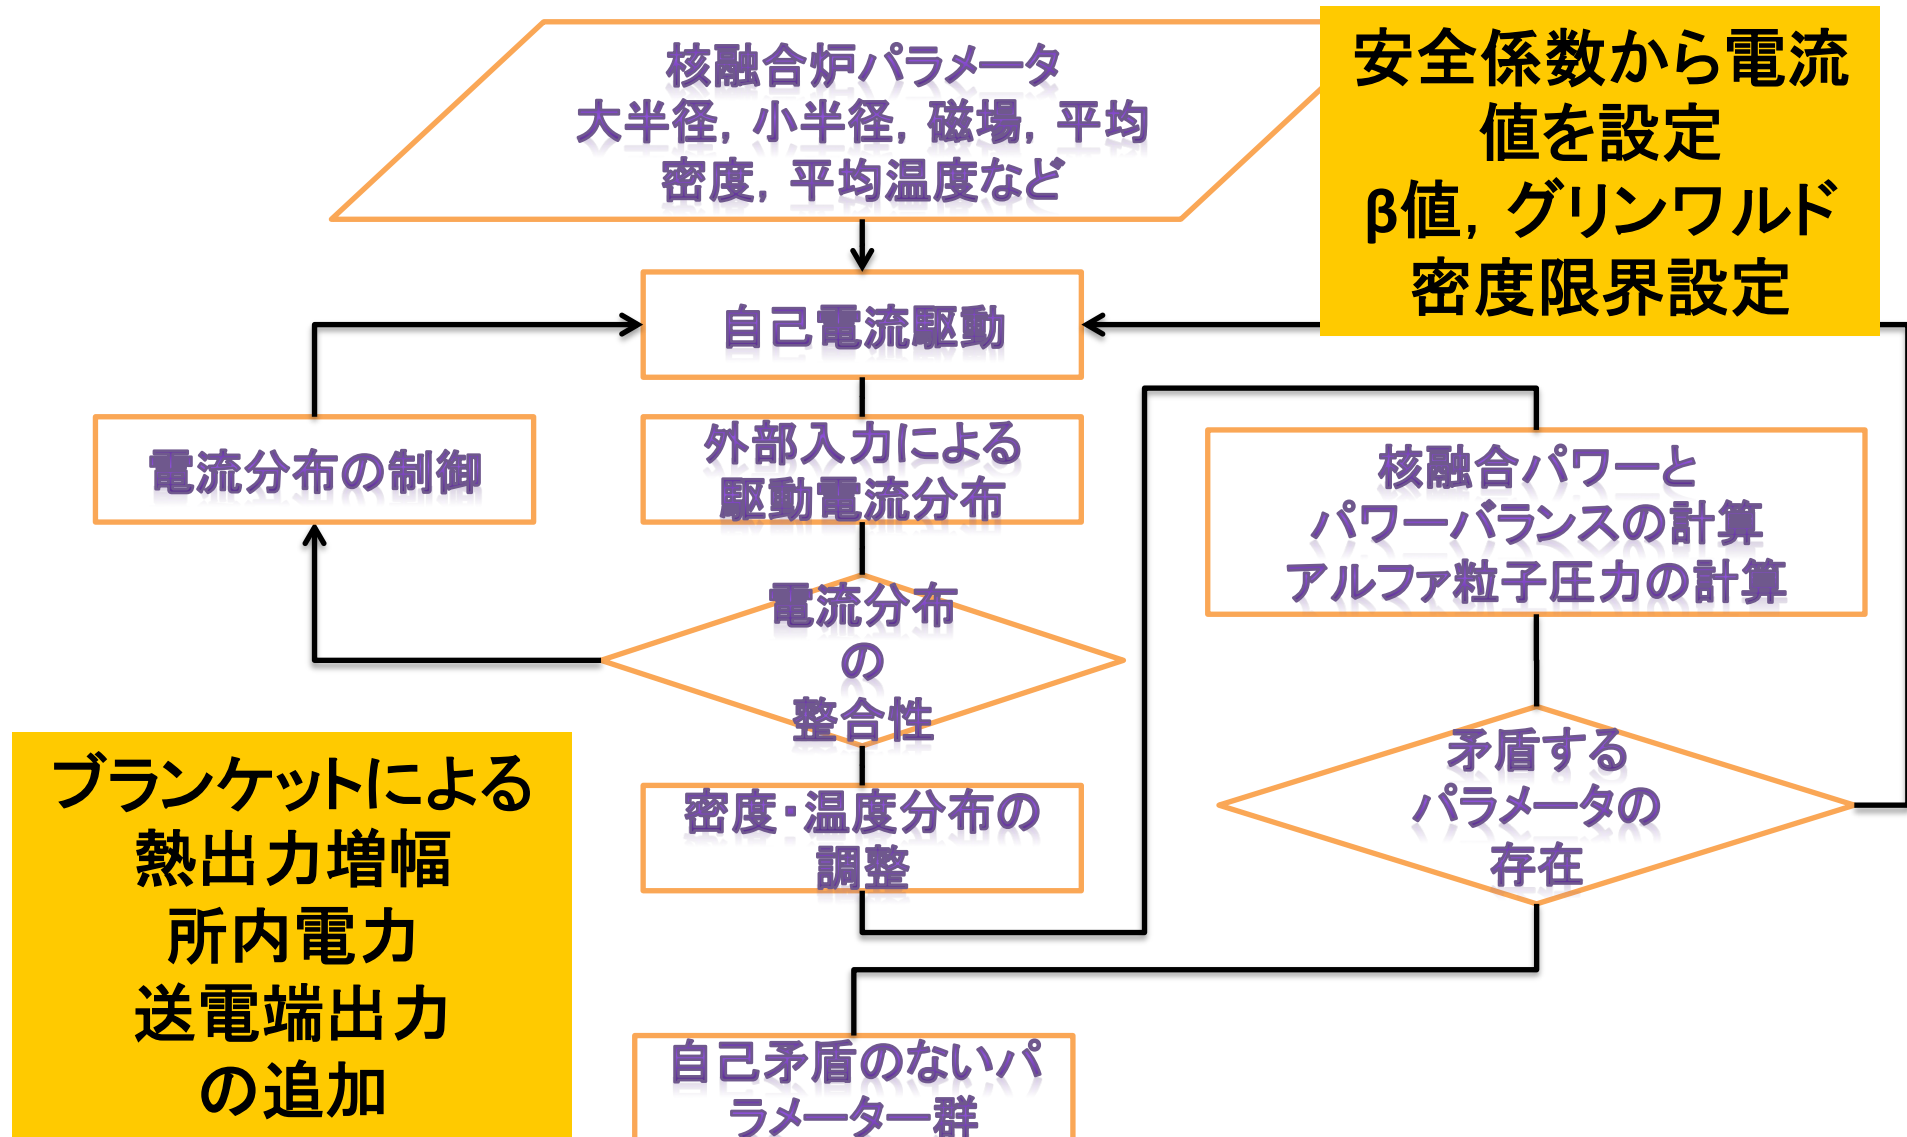 核融合炉パラメータ
大半径, 小半径, 磁場, 平均
密度, 平均温度など
安全係数から電流
値を設定
β値, グリンワルド
密度限界設定
自己電流駆動
電流分布の制御
外部入力による
駆動電流分布
核融合パワーと
パワーバランスの計算
アルファ粒子圧力の計算
電流分布
の
整合性
矛盾する
パラメータの
存在
密度・温度分布の
調整
ブランケットによる
熱出力増幅
所内電力
送電端出力
の追加
自己矛盾のないパ
ラメーター群